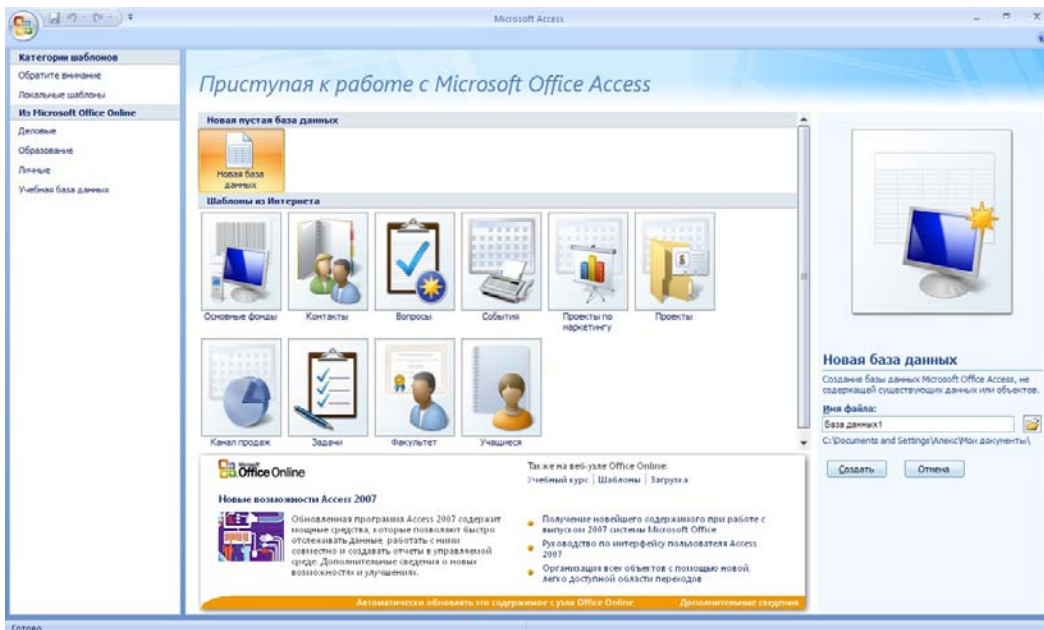 Microsoft Access
Категории шаблонов
Обратите внимание
Локальные шаблоны
Из Microsoft Office Online
Деловые
Образование
Личные
Учебная база данных
Приступая к работе с Microsoft Office Access
Новая пустая база данных
Новая база
данных
Шаблоны из Интернета
Основные фонды
Контакты
Вопросы
События
Проекты по
маркетингу
Проекты
Канал продаж
Задачи
Факультет
Учащиеся
Microsoft
Office Online
Новые возможности Access 2007
Обновленная программа Access 2007 содержит
мощные средства, которые позволяют быстро
отслеживать данные, работать с ними
совместно и создавать отчеты в управляемой
среде. Дополнительные сведения о новых
возможностях и улучшениях.
Также на веб-узле Office Online:
Учебный курс | Шаблоны | Загрузка
Получение новейшего содержимого при работе с
выпуском 2007 системы Microsoft Office
Руководство по интерфейсу пользователя Access
2007
Организация всех объектов с помощью новой,
легко доступной области переходов
Автоматически обновлять это содержимое с узла Office Online
Дополнительные сведения
Новая база данных
Создание базы данных Microsoft Office Access, не
содержащей существующих данных или объектов.
Имя файла:
База данных1
C:\Documents and Settings\Алекс\Мои документы\
Создать
Отмена
Готово